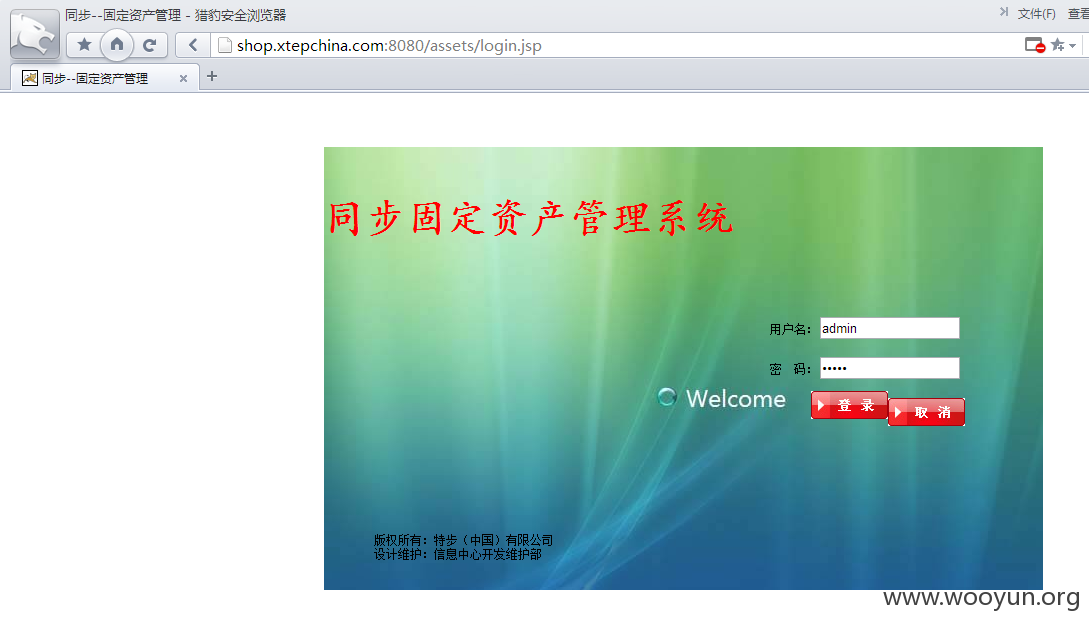 同步--固定资产管理 - 猎豹安全浏览器
文件(F) 查看
shop.xtepchina.com:8080/assets/login.jsp
同步--固定资产管理
同步固定资产管理系统
用户名: admin
密 码: •••••
Welcome
登 录 取 消
版权所有：特步（中国）有限公司
设计维护：信息中心开发维护部
www.wooyun.org